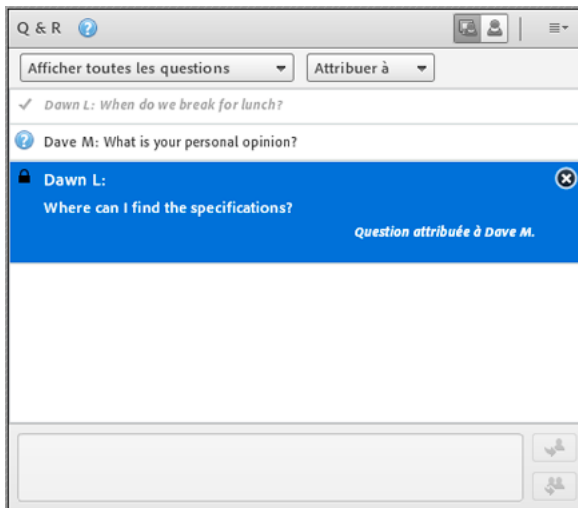 Q & R
Afficher toutes les questions
Attribuer à
Dawn L: When do we break for lunch?
Dave M: What is your personal opinion?
Dawn L:
Where can I find the specifications?
Question attribuée à Dave M.